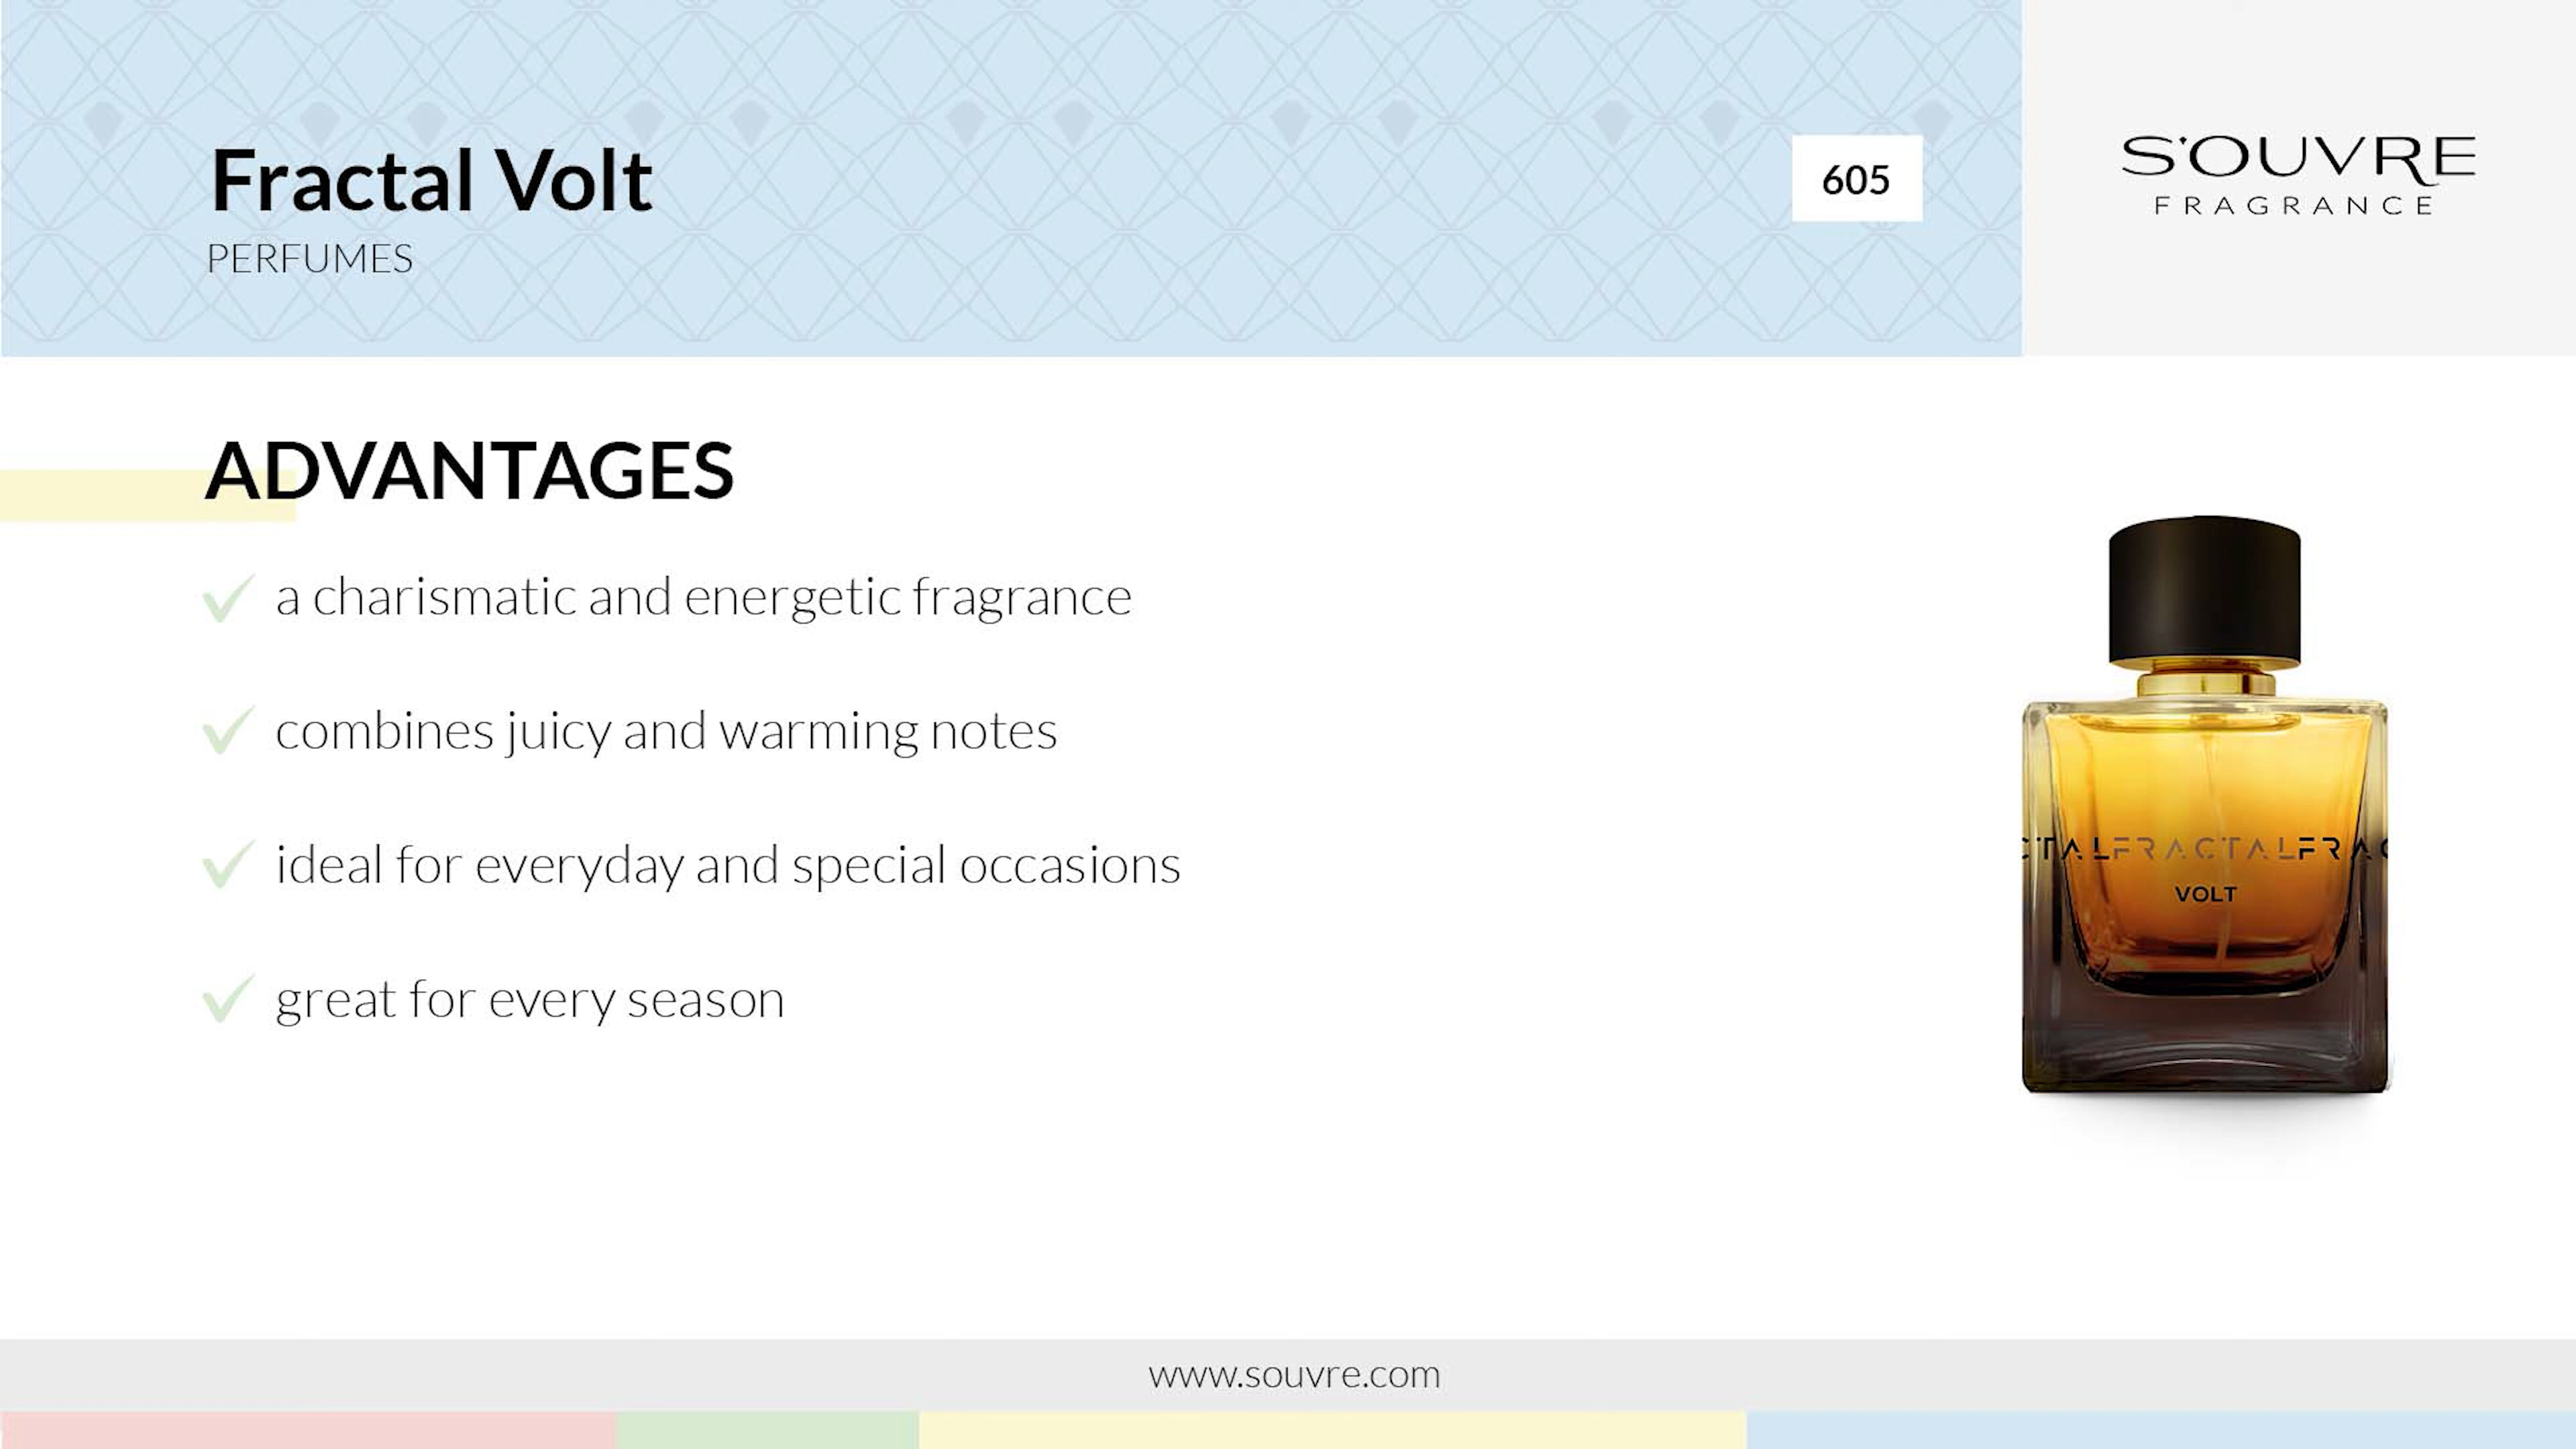 Fractal Volt
PERFUMES
605
S'OUVRE
FRAGRANCE
ADVANTAGES
a charismatic and energetic fragrance
combines juicy and warming notes
ideal for everyday and special occasions
great for every season
CTALFRACTALFRAC
VOLT
www.souvre.com